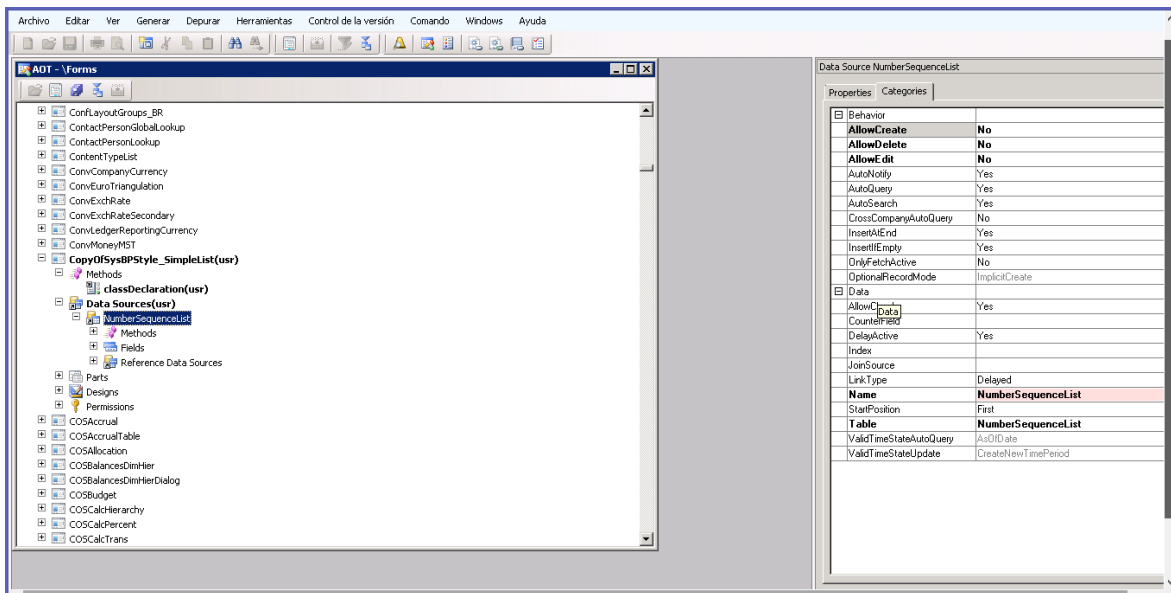 Archivo Editar Ver Generar Depurar Herramientas Control de la versión Comando Windows Ayuda
AOT - \Forms
ConfLayoutGroups_BR
ContactPersonGlobalLookup
ContactPersonLookup
ContentTypeList
ConvCompanyCurrency
ConvEuroTriangulation
ConvExchRate
ConvExchRateSecondary
ConvLedgerReportingCurrency
ConvMoneyMST
CopyOfSysBPStyle_SimpleList(usr)
Methods
classDeclaration(usr)
Data Sources(usr)
NumberSequenceList
Methods
Fields
Reference Data Sources
Parts
Designs
Permissions
COSAccrual
COSAccrualTable
COSAllocation
COSBalancesDimHier
COSBalancesDimHierDialog
COSBudget
COSCalcHierarchy
COSCalcPercent
COSCalcTrans
Data Source NumberSequenceList
Properties Categories
Behavior
AllowCreate No
AllowDelete No
AllowEdit No
AutoNotify Yes
AutoQuery Yes
AutoSearch Yes
CrossCompanyAutoQuery No
InsertAtEnd Yes
InsertIfEmpty Yes
OnlyFetchActive No
OptionalRecordMode ImplicitCreate
Data
Yes
Data
CounterField
DelayActive Yes
Index
JoinSource
LinkType Delayed
Name NumberSequenceList
StartPosition First
Table NumberSequenceList
ValidTimeStateAutoQuery AsOfDate
ValidTimeStateUpdate CreateNewTimePeriod